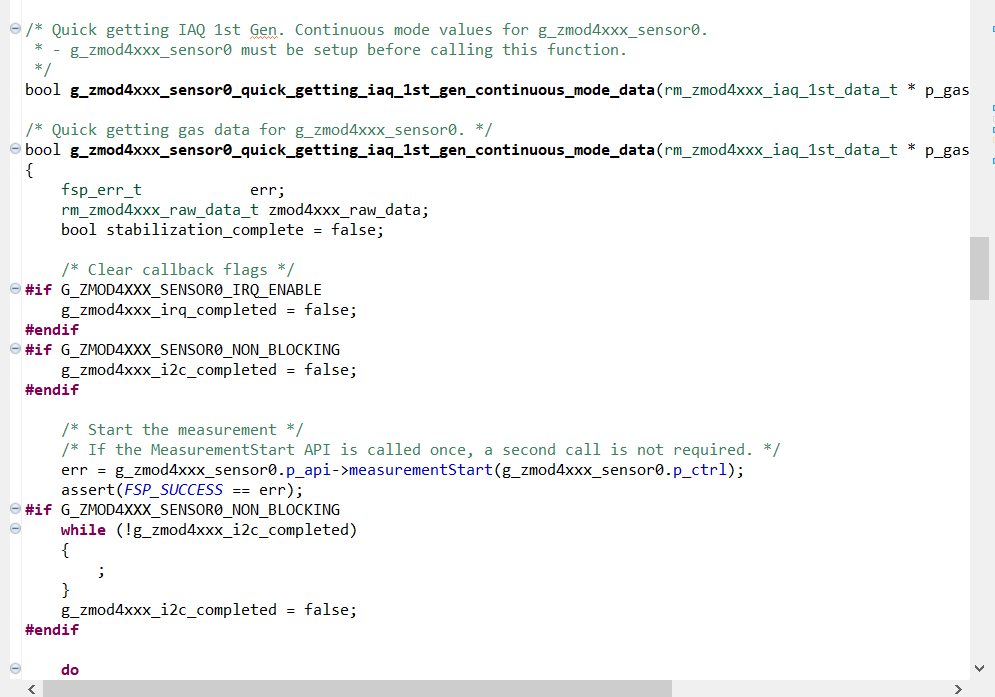 /* Quick getting IAQ 1st Gen. Continuous mode values for g_zmod4xxx_sensor0.
 * - g_zmod4xxx_sensor0 must be setup before calling this function.
 */
bool g_zmod4xxx_sensor0_quick_getting_iaq_1st_gen_continuous_mode_data(rm_zmod4xxx_iaq_1st_data_t * p_gas
/* Quick getting gas data for g_zmod4xxx_sensor0. */
bool g_zmod4xxx_sensor0_quick_getting_iaq_1st_gen_continuous_mode_data(rm_zmod4xxx_iaq_1st_data_t * p_gas
{
    fsp_err_t            err;
    rm_zmod4xxx_raw_data_t zmod4xxx_raw_data;
    bool stabilization_complete = false;
    /* Clear callback flags */
#if G_ZMOD4XXX_SENSOR0_IRQ_ENABLE
    g_zmod4xxx_irq_completed = false;
#endif
#if G_ZMOD4XXX_SENSOR0_NON_BLOCKING
    g_zmod4xxx_i2c_completed = false;
#endif
    /* Start the measurement */
    /* If the MeasurementStart API is called once, a second call is not required. */
    err = g_zmod4xxx_sensor0.p_api->measurementStart(g_zmod4xxx_sensor0.p_ctrl);
    assert(FSP_SUCCESS == err);
#if G_ZMOD4XXX_SENSOR0_NON_BLOCKING
    while (!g_zmod4xxx_i2c_completed)
    {
        ;
    }
    g_zmod4xxx_i2c_completed = false;
#endif
    do